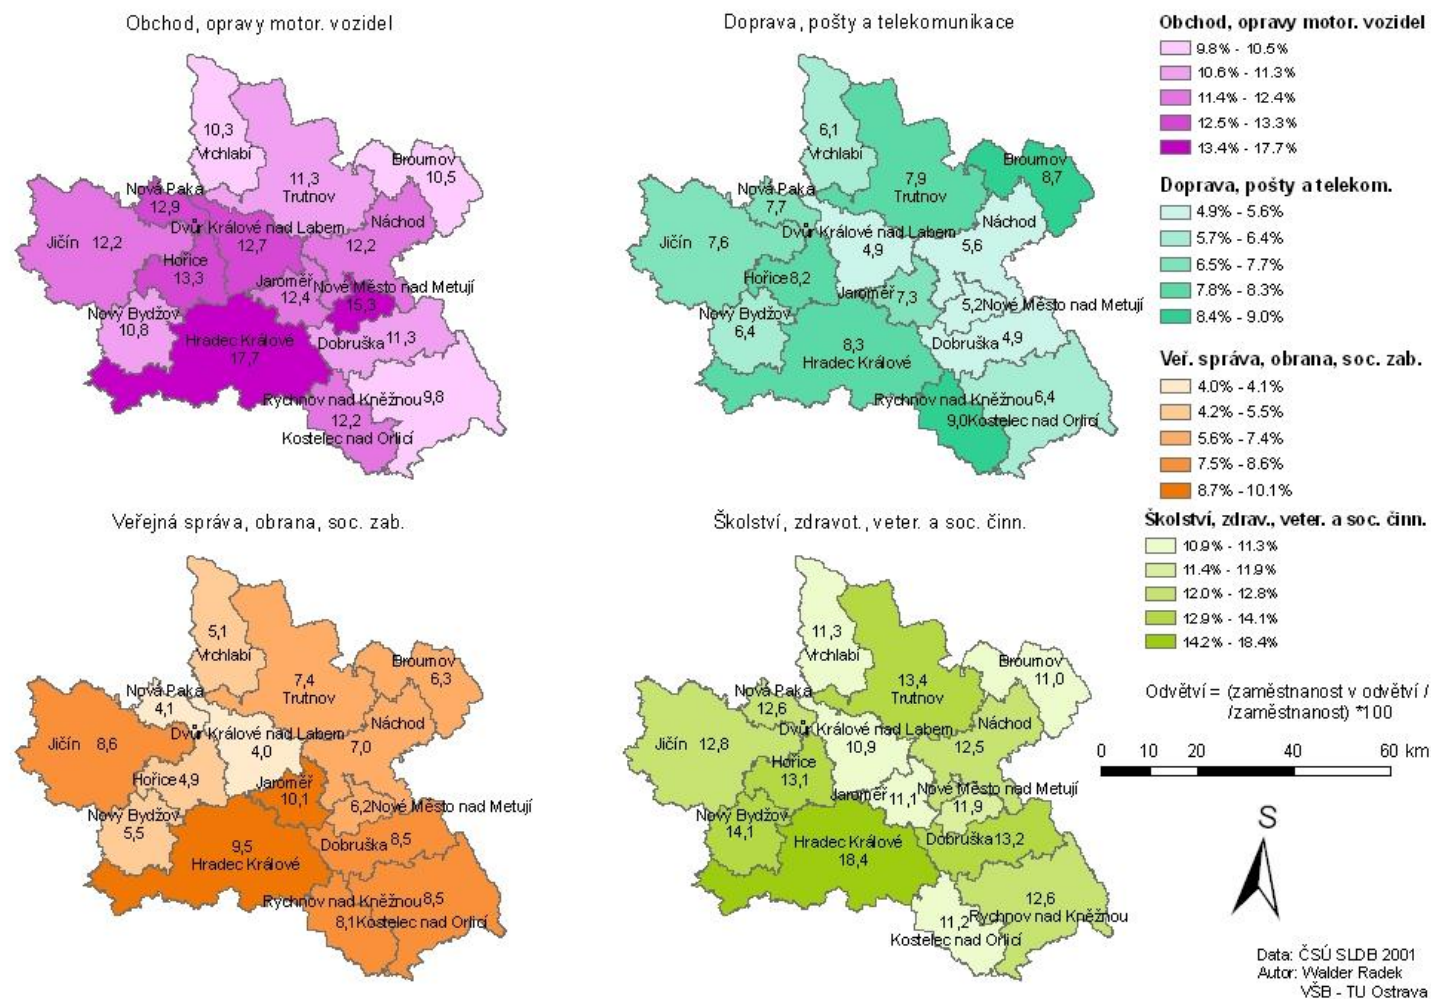 Obchod, opravy motor. vozidel
10,3
Vrchlabí
11,3
Trutnov
Broumov
10,5
Nová Paka
12,9
Náchod
Dvůr Králové nad Labem
Jičín 12,2
12,7
12,2
Hořice
13,3
Jaroměř
12,4
Nové Město nad Metují
15,3
Nový Bydžov
10,8
Hradec Králové
17,7
Dobruška 11,3
Rychnov nad Kněžnou 9,8
12,2
Kostelec nad Orlicí
Doprava, pošty a telekomunikace
6,1
Vrchlabí
7,9
Trutnov
Broumov
8,7
Nová Paka
7,7
Náchod
Dvůr Králové nad Labem
Jičín 7,6
4,9
5,6
Hořice 8,2
Jaroměř 7,3
5,2 Nové Město nad Metují
Nový Bydžov
6,4
8,3
Hradec Králové
Dobruška 4,9
Rychnov nad Kněžnou 6,4
9,0 Kostelec nad Orlicí
Obchod, opravy motor. vozidel
9.8% - 10.5%
10.6% - 11.3%
11.4% - 12.4%
12.5% - 13.3%
13.4% - 17.7%
Doprava, pošty a telekom.
4.9% - 5.6%
5.7% - 6.4%
6.5% - 7.7%
7.8% - 8.3%
8.4% - 9.0%
Veř. správa, obrana, soc. zab.
4.0% - 4.1%
4.2% - 5.5%
5.6% - 7.4%
7.5% - 8.6%
8.7% - 10.1%
Veřejná správa, obrana, soc. zab.
5,1
Vrchlabí
7,4
Trutnov
Broumov
6,3
Nová Paka
4,1
Náchod
Dvůr Králové nad Labem
Jičín 8,6
4,0
7,0
Hořice 4,9
Jaroměř
10,1
6,2 Nové Město nad Metují
Nový Bydžov
5,5
9,5
Hradec Králové
Dobruška 8,5
Rychnov nad Kněžnou 8,5
8,1 Kostelec nad Orlicí
Školství, zdravot., veter. a soc. činn.
11,3
Vrchlabí
13,4
Trutnov
Broumov
11,0
Nová Paka
12,6
Náchod
Dvůr Králové nad Labem
Jičín 12,8
10,9
12,5
Hořice
13,1
Jaroměř 11,1
Nové Město nad Metují
11,9
Nový Bydžov
14,1
Hradec Králové
18,4
Dobruška 13,2
12,6
Rychnov nad Kněžnou
11,2
Kostelec nad Orlicí
Školství, zdrav., veter. a soc. činn.
10.9% - 11.3%
11.4% - 11.9%
12.0% - 12.8%
12.9% - 14.1%
14.2% - 18.4%
Odvětví = (zaměstnanost v odvětví /
/zaměstnanost) *100
0 10 20 40 60 km
S
Data: ČSÚ SLDB 2001
Autor: Walder Radek
VŠB - TU Ostrava